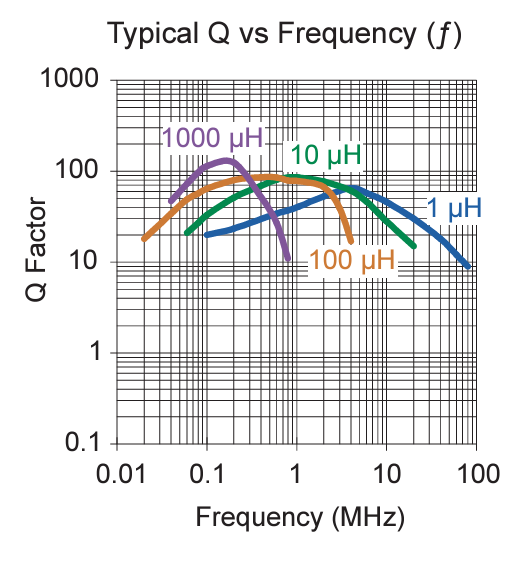 Typical Q vs Frequency (ƒ)
1000
1000 µH
10 µH
100
1 µH
Q Factor
10
100 µH
1
0.1
0.01 0.1 1 10 100
Frequency (MHz)